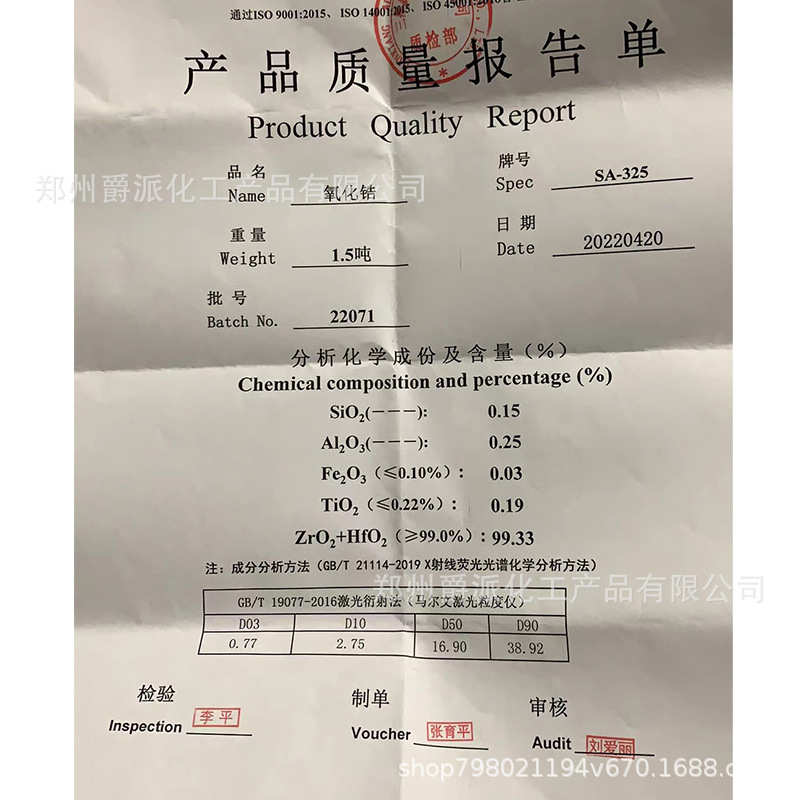 通过ISO 9001:2015、ISO 14001:2015、ISO 45001:2018
质检部
产品质量报告单
Product Quality Report
品名 牌号
Name 氧化锆 Spec SA-325
重量 日期
Weight 1.5吨 Date 20220420
批号
Batch No. 22071
郑州爵派化工产品有限公司
分析化学成份及含量(%)
Chemical composition and percentage (%)
SiO₂(---): 0.15
Al₂O₃(---): 0.25
Fe₂O₃(≤0.10%): 0.03
TiO₂(≤0.22%): 0.19
ZrO₂+HfO₂(≥99.0%): 99.33
注: 成分分析方法(GB/T 21114-2019 X射线荧光光谱化学分析方法)
郑州爵派化工产品有限公司
GB/T 19077-2016激光衍射法(马尔文激光粒度仪)
D03 D10 D50 D90
0.77 2.75 16.90 38.92
检验 制单 审核
Inspection 李平 Voucher 张育平 Audit 刘爱丽
shop798021194v670.1688.c